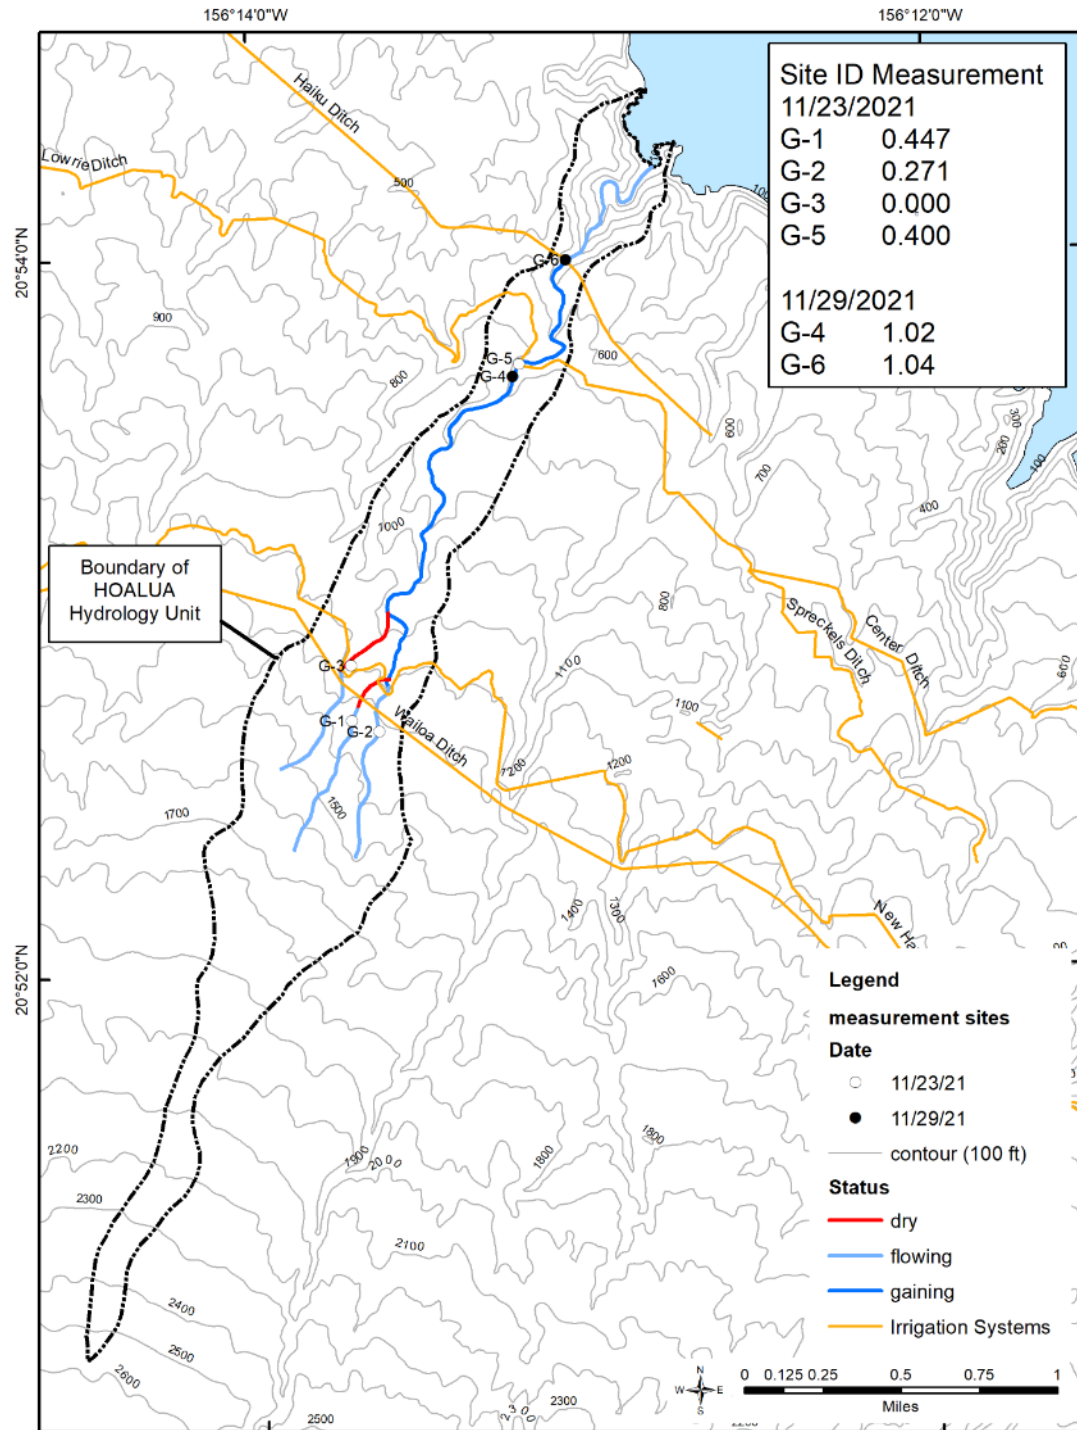 156°14'0"W
156°12'0"W
Site ID Measurement
11/23/2021
G-1 0.447
G-2 0.271
G-3 0.000
G-5 0.400
11/29/2021
G-4 1.02
G-6 1.04
Haiku Ditch
Lowrie Ditch
500
100
20°54'0"N
G-6
900
G-5
600
G-4
800
300
600
200
100
700
400
1000
Boundary of
HOALUA
Hydrology Unit
800
Spreckels Ditch
Center Ditch
1100
600
G-3
1100
G-1
G-2
Wailoa Ditch
1200
1200
1700
1500
1400
1300
New Ha
20°52'0"N
1600
Legend
measurement sites
Date
11/23/21
11/29/21
contour (100 ft)
Status
dry
flowing
gaining
Irrigation Systems
1800
1900
2000
1800
2200
2300
2100
2400
2500
2600
N
W E
S
0 0.125 0.25 0.5 0.75 1
Miles
2300
2300
2500